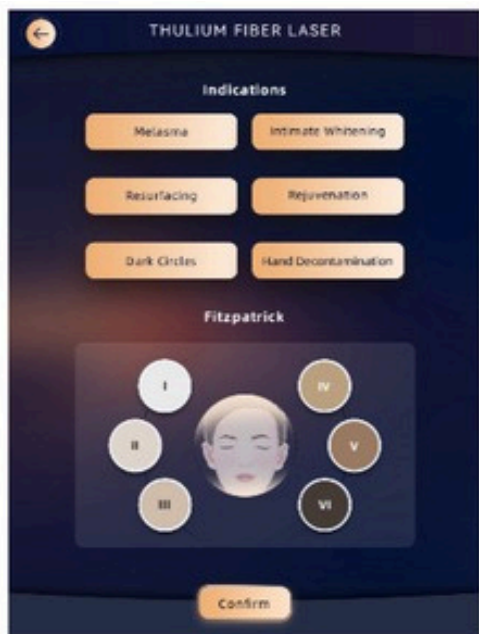 THULIUM FIBER LASER
Indications
Melasma
Intimate Whitening
Resurfacing
Rejuvenation
Dark Circles
Hand Decontamination
Fitzpatrick
I
IV
II
V
III
VI
Confirm